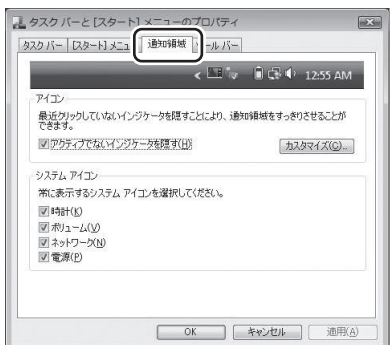 タスク バーと [スタート] メニューのプロパティ
タスク バー [スタート] メニュー 通知領域 ツール バー
12:55 AM
アイコン
最近クリックしていないインジケータを隠すことにより、通知領域をすっきりさせることが
できます。
アクティブでないインジケータを隠す(H) カスタマイズ(C)...
システム アイコン
常に表示するシステム アイコンを選択してください。
時計(K)
ボリューム(V)
ネットワーク(N)
電源(P)
OK キャンセル 適用(A)